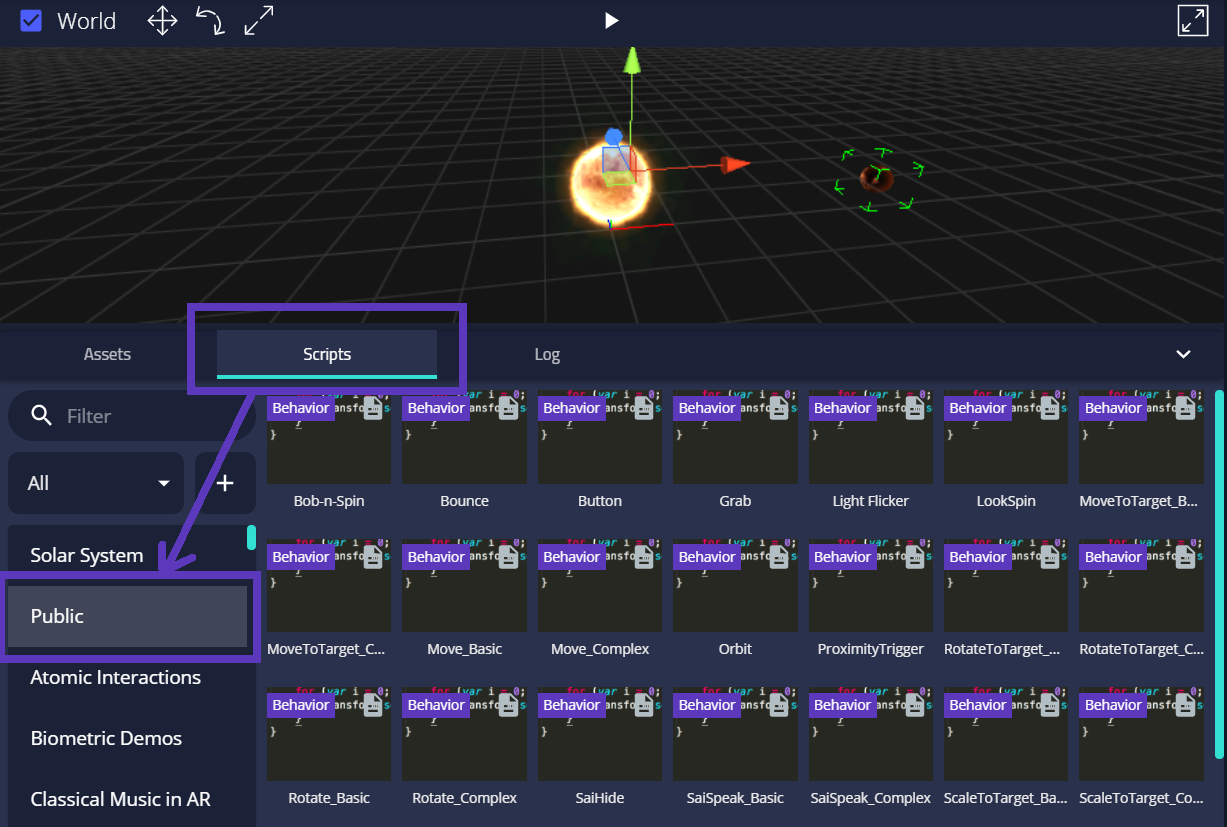 World
Assets
Scripts
Log
Filter
All
+
Solar System
Public
Atomic Interactions
Biometric Demos
Classical Music in AR
Behavior Behavior Behavior Behavior Behavior Behavior Behavior
Bob-n-Spin Bounce Button Grab Light Flicker LookSpin MoveToTarget_B...
Behavior Behavior Behavior Behavior Behavior Behavior Behavior
MoveToTarget_C... Move_Basic Move_Complex Orbit ProximityTrigger RotateToTarget_... RotateToTarget_C...
Behavior Behavior Behavior Behavior Behavior Behavior Behavior
Rotate_Basic Rotate_Complex SaiHide SaiSpeak_Basic SaiSpeak_Complex ScaleToTarget_Ba... ScaleToTarget_Co...